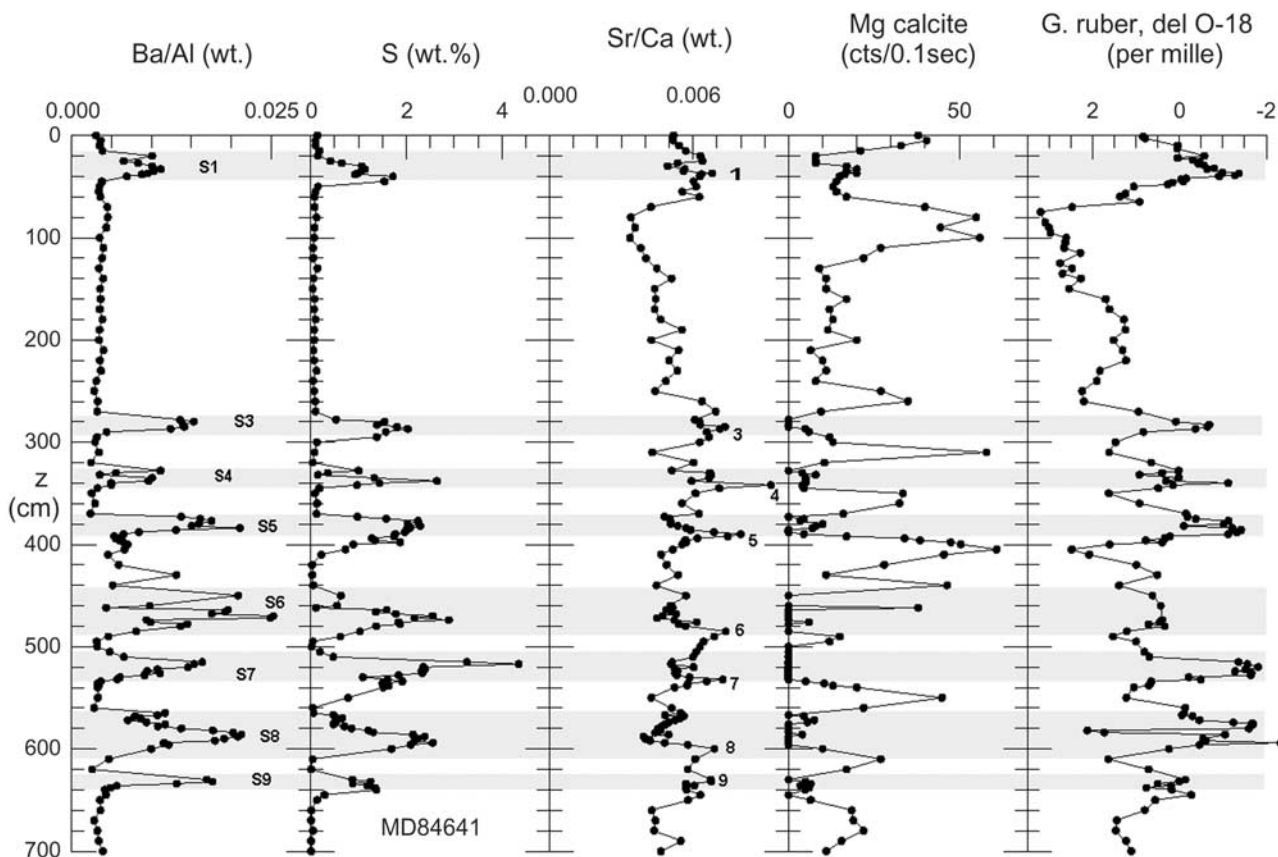 Ba/Al (wt.)
S (wt.%)
Sr/Ca (wt.)
Mg calcite
(cts/0.1sec)
G. ruber, del O-18
(per mille)
0.000 0.025
0 2 4
0.000 0.006
0 50
2 0 -2
0
100
200
300
z
(cm)
400
500
600
700
S1
S3
S4
S5
S6
S7
S8
S9
1
3
4
5
6
7
8
9
MD84641